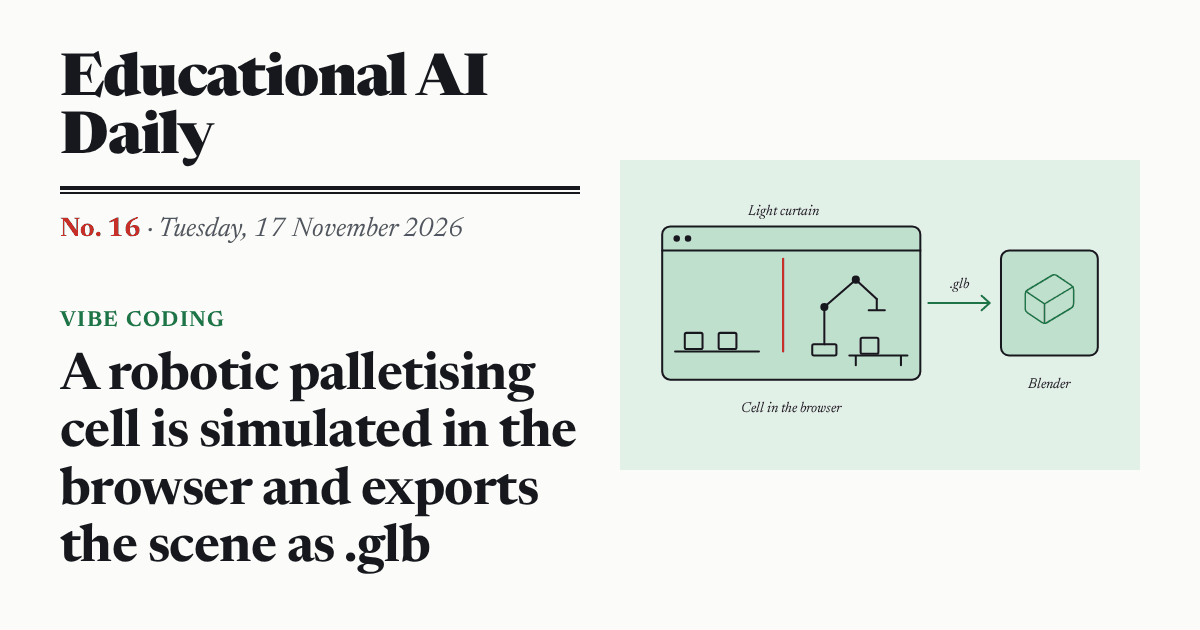 Educational AI
Daily
No. 16 · Tuesday, 17 November 2026
VIBE CODING
A robotic palletising
cell is simulated in the
browser and exports
the scene as .glb
Light curtain
.glb
Blender
Cell in the browser